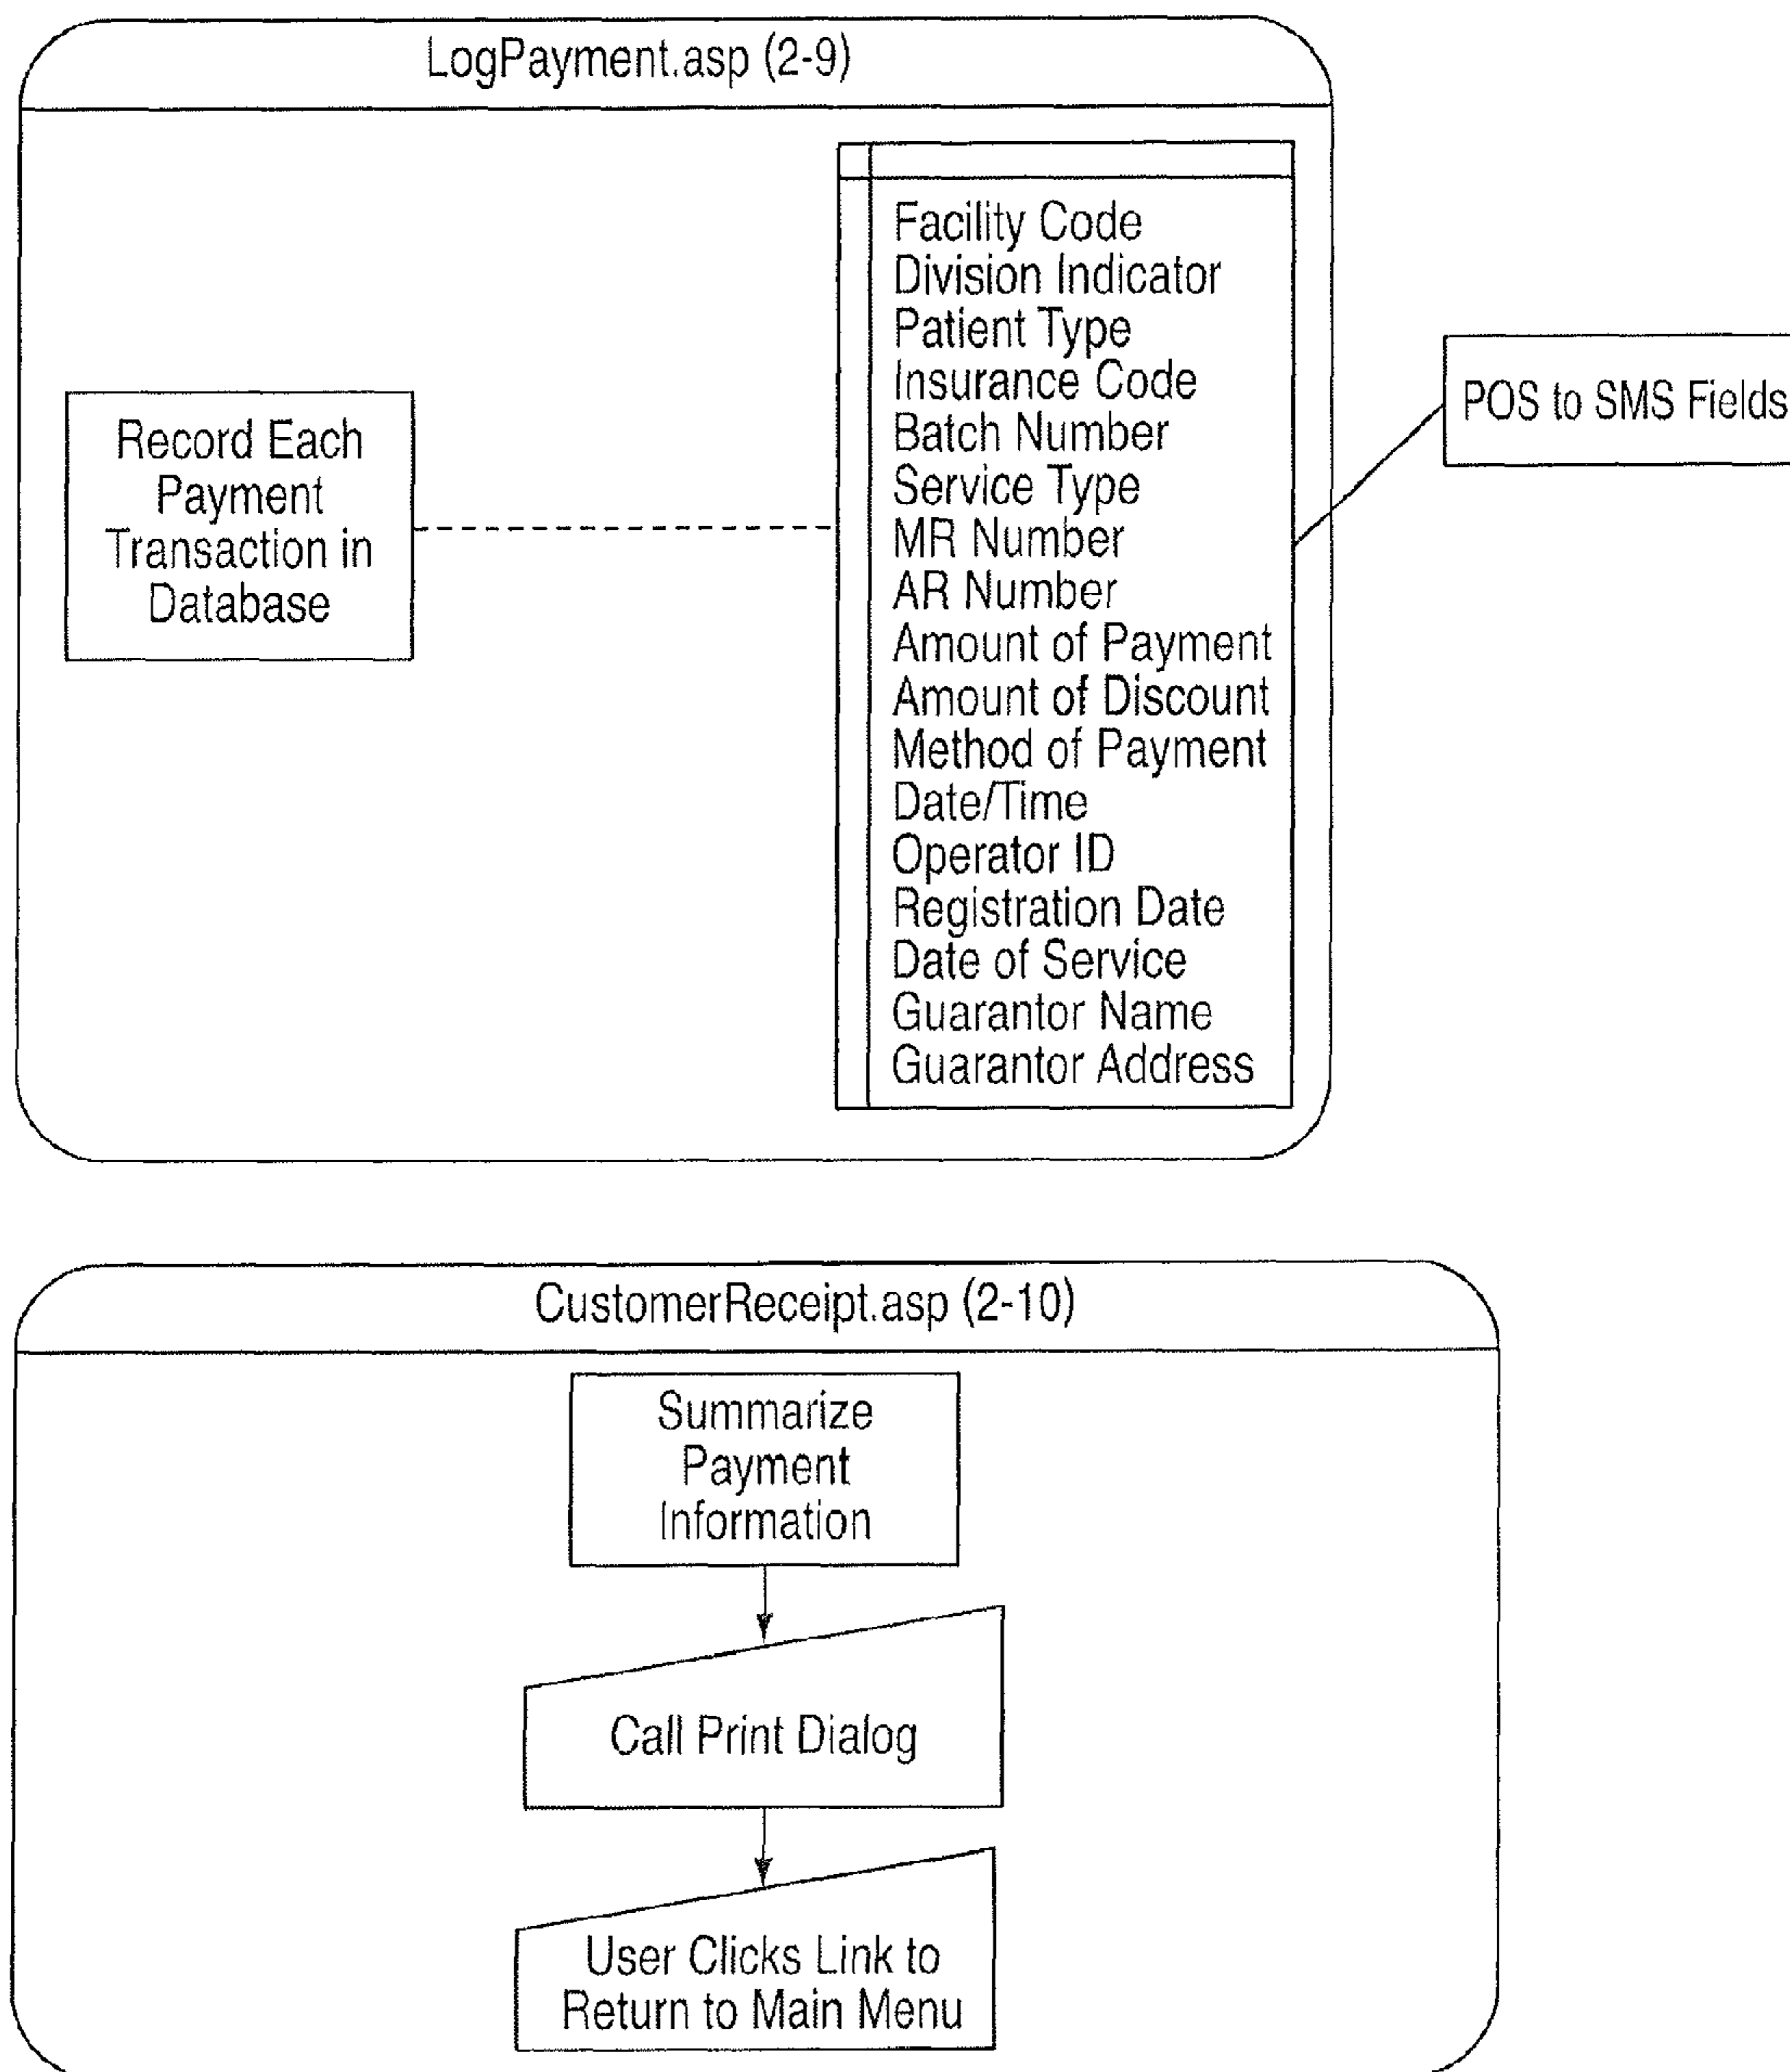 LogPayment.asp (2-9)
Record Each
Payment
Transaction in
Database
Facility Code
Division Indicator
Patient Type
Insurance Code
Batch Number
Service Type
MR Number
AR Number
Amount of Payment
Amount of Discount
Method of Payment
Date/Time
Operator ID
Registration Date
Date of Service
Guarantor Name
Guarantor Address
POS to SMS Fields
CustomerReceipt.asp (2-10)
Summarize
Payment
Information
Call Print Dialog
User Clicks Link to
Return to Main Menu